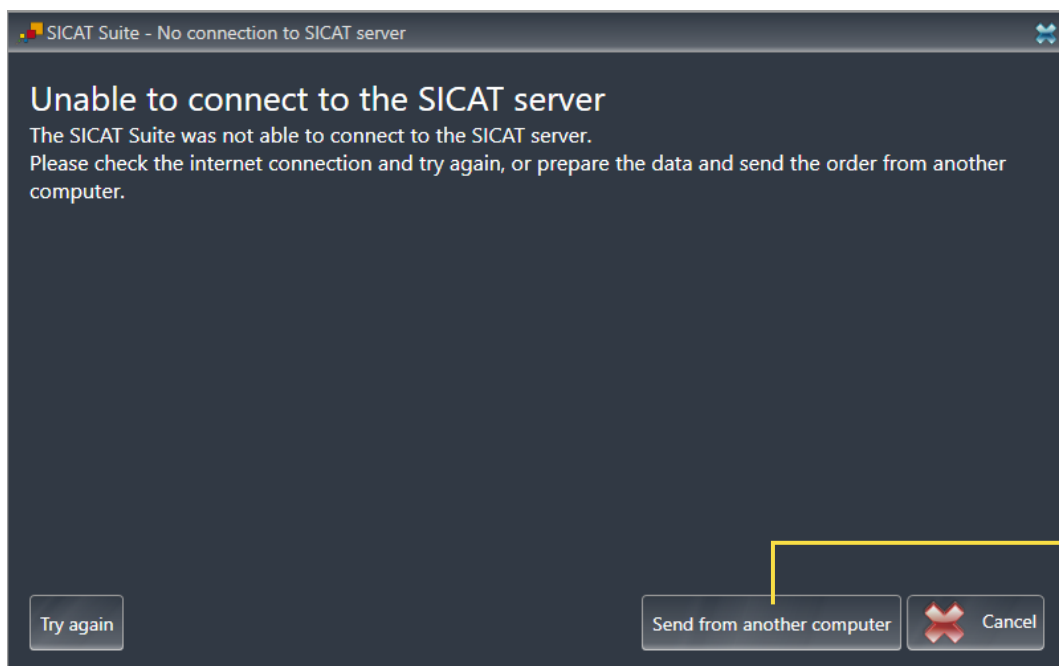 SICAT Suite - No connection to SICAT server
Unable to connect to the SICAT server
The SICAT Suite was not able to connect to the SICAT server.
Please check the internet connection and try again, or prepare the data and send the order from another
computer.
Try again
Send from another computer
Cancel